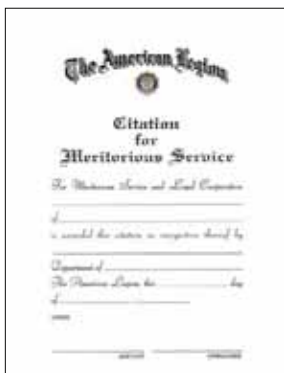 The American Legion
Citation
for
Meritorious Service
For Meritorious Service and Loyal Cooperation
of
is awarded this citation in recognition thereof by
Department of
The American Legion, this day
of